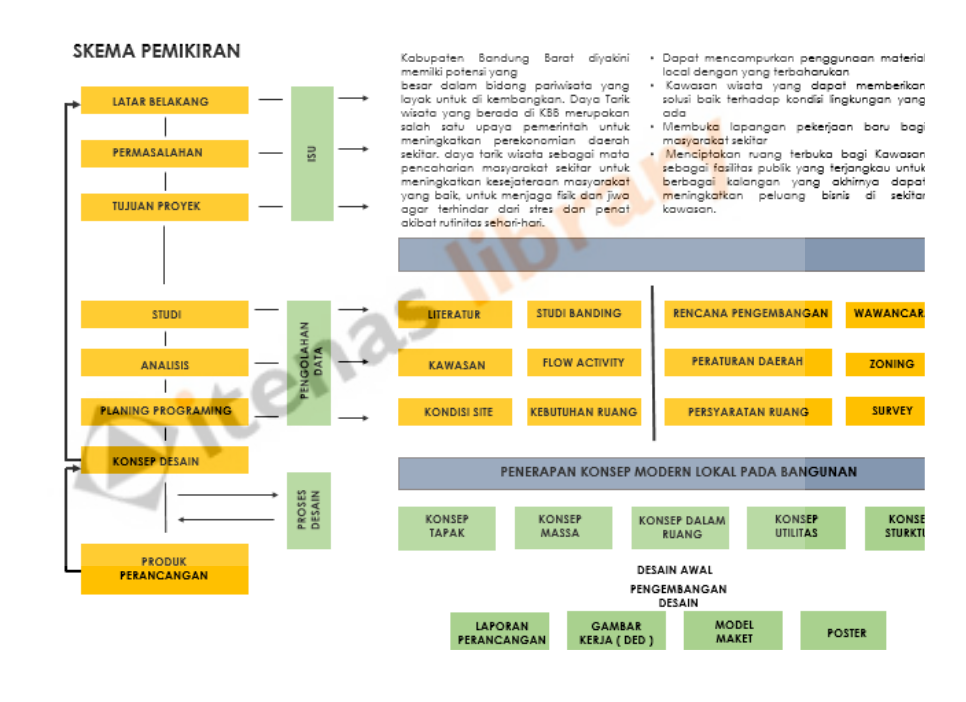 SKEMA PEMIKIRAN
LATAR BELAKANG
PERMASALAHAN
TUJUAN PROYEK
ISU
Kabupaten Bandung Barat diyakini
memilki potensi yang
besar dalam bidang pariwisata yang
layak untuk di kembangkan. Daya Tarik
wisata yang berada di KBB merupakan
salah satu upaya pemerintah untuk
meningkatkan perekonomian daerah
sekitar. daya tarik wisata sebagai mata
pencaharian masyarakat sekitar untuk
meningkatkan kesejateraan masyarakat
yang baik, untuk menjaga fisik dan jiwa
agar terhindar dari stres dan penat
akibat rutinitas sehari-hari.
• Dapat mencampurkan penggunaan material
local dengan yang terbaharukan
• Kawasan wisata yang dapat memberikan
solusi baik terhadap kondisi lingkungan yang
ada
• Membuka lapangan pekerjaan baru bagi
masyarakat sekitar
• Menciptakan ruang terbuka bagi Kawasan
sebagai fasilitas publik yang terjangkau untuk
berbagai kalangan yang akhirnya dapat
meningkatkan peluang bisnis di sekitar
kawasan.
STUDI
ANALISIS
PLANING PROGRAMING
KONSEP DESAIN
PRODUK
PERANCANGAN
PENGOLAHAN
DATA
PROSES
DESAIN
LITERATUR
STUDI BANDING
RENCANA PENGEMBANGAN
WAWANCAR
KAWASAN
FLOW ACTIVITY
PERATURAN DAERAH
ZONING
KONDISI SITE
KEBUTUHAN RUANG
PERSYARATAN RUANG
SURVEY
PENERAPAN KONSEP MODERN LOKAL PADA BANGUNAN
KONSEP
TAPAK
KONSEP
MASSA
KONSEP DALAM
RUANG
KONSEP
UTILITAS
KONSE
STURKTU
DESAIN AWAL
PENGEMBANGAN
DESAIN
LAPORAN
PERANCANGAN
GAMBAR
KERJA ( DED )
MODEL
MAKET
POSTER
itenas library